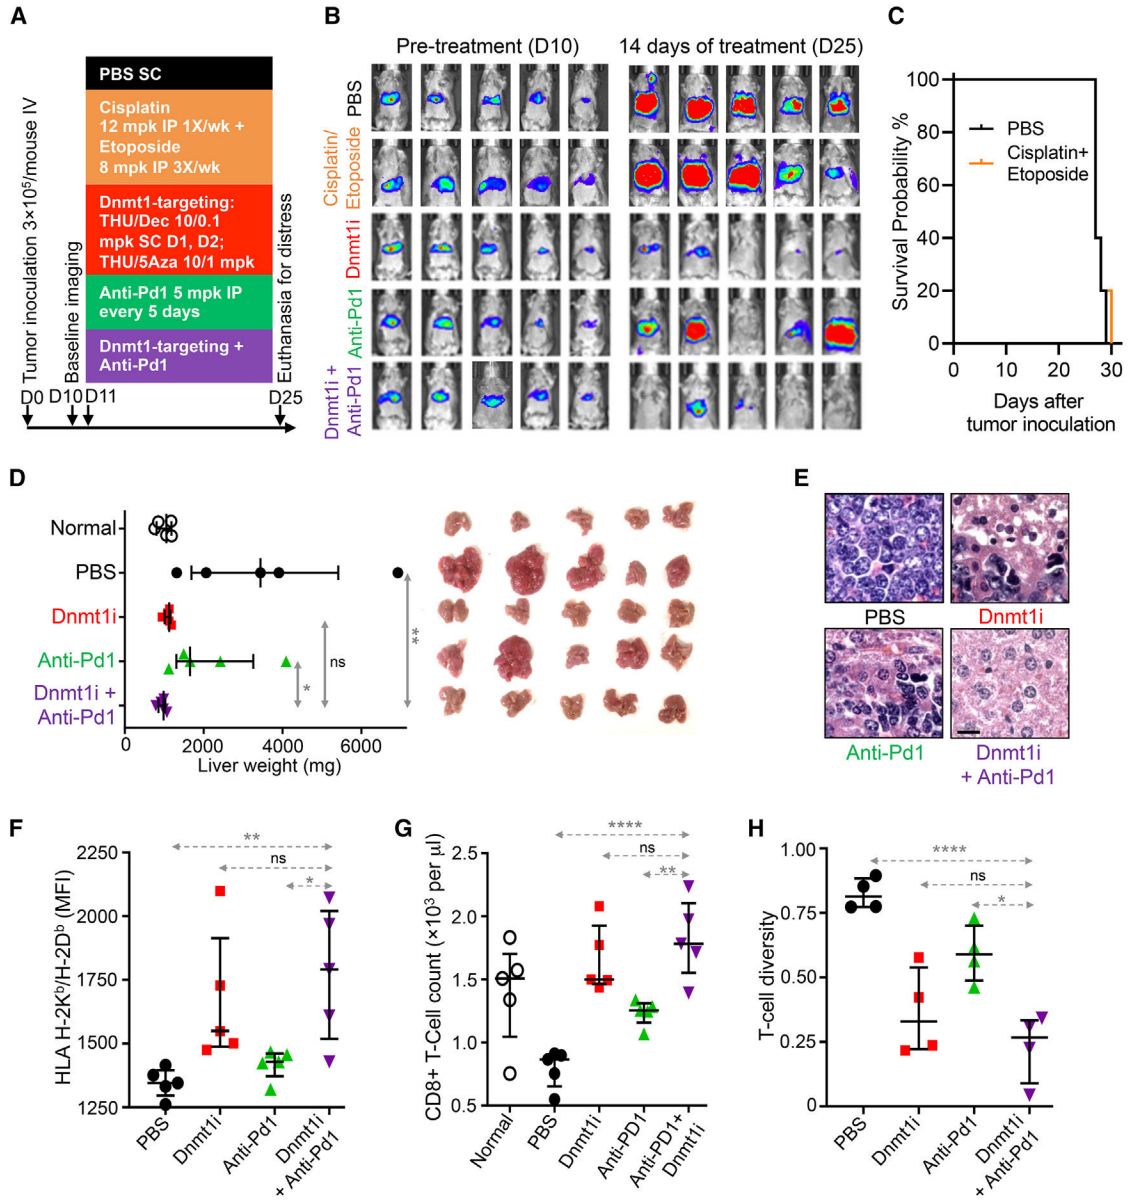 A
Tumor inoculation 3×10⁵/mouse IV
Baseline imaging
PBS SC
Cisplatin
12 mpk IP 1X/wk +
Etoposide
8 mpk IP 3X/wk
Dnmt1-targeting:
THU/Dec 10/0.1
mpk SC D1, D2;
THU/5Aza 10/1 mpk
Anti-Pd1 5 mpk IP
every 5 days
Dnmt1-targeting +
Anti-Pd1
Euthanasia for distress
D0
D10
D11
D25
B
Pre-treatment (D10)
14 days of treatment (D25)
PBS
Cisplatin/
Etoposide
Dnmt1i
Anti-Pd1
Dnmt1i +
Anti-Pd1
C
Survival Probability %
100
80
60
40
20
0
PBS
Cisplatin+
Etoposide
0 10 20 30
Days after
tumor inoculation
D
Normal
PBS
Dnmt1i
Anti-Pd1
Dnmt1i +
Anti-Pd1
**
ns
*
0 2000 4000 6000
Liver weight (mg)
E
PBS
Dnmt1i
Anti-Pd1
Dnmt1i
+ Anti-Pd1
F
HLA H-2Kᵇ/H-2Dᵇ (MFI)
2250
2000
1750
1500
1250
**
ns
*
PBS
Dnmt1i
Anti-Pd1
Dnmt1i
+ Anti-Pd1
G
CD8+ T-Cell count (×10³ per µl)
2.5
2.0
1.5
1.0
0.5
****
ns
**
Normal
PBS
Dnmt1i
Anti-PD1
Anti-PD1+
Dnmt1i
H
T-cell diversity
1.00
0.75
0.50
0.25
0
****
ns
*
PBS
Dnmt1i
Anti-Pd1
Dnmt1i
+ Anti-Pd1